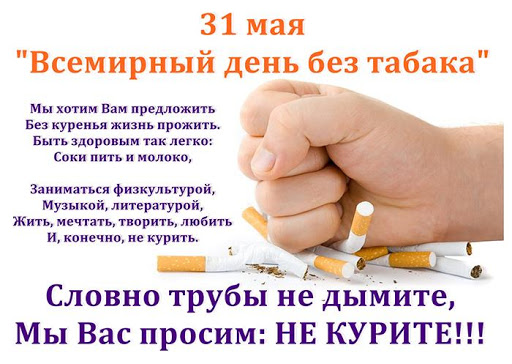 31 мая
"Всемирный день без табака"
Мы хотим Вам предложить
Без куренья жизнь прожить.
Быть здоровым так легко:
Соки пить и молоко,
Заниматься физкультурой,
Музыкой, литературой,
Жить, мечтать, творить, любить
И, конечно, не курить.
Словно трубы не дымите,
Мы Вас просим: НЕ КУРИТЕ!!!